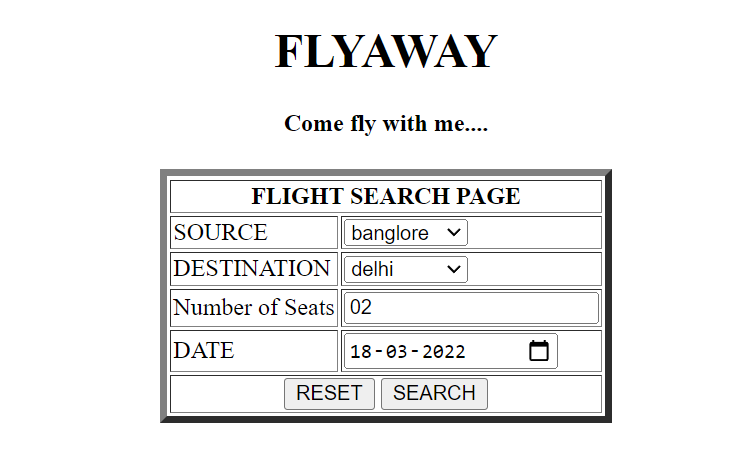 FLYAWAY
Come fly with me....
FLIGHT SEARCH PAGE
SOURCE banglore
DESTINATION delhi
Number of Seats 02
DATE 18-03-2022
RESET SEARCH